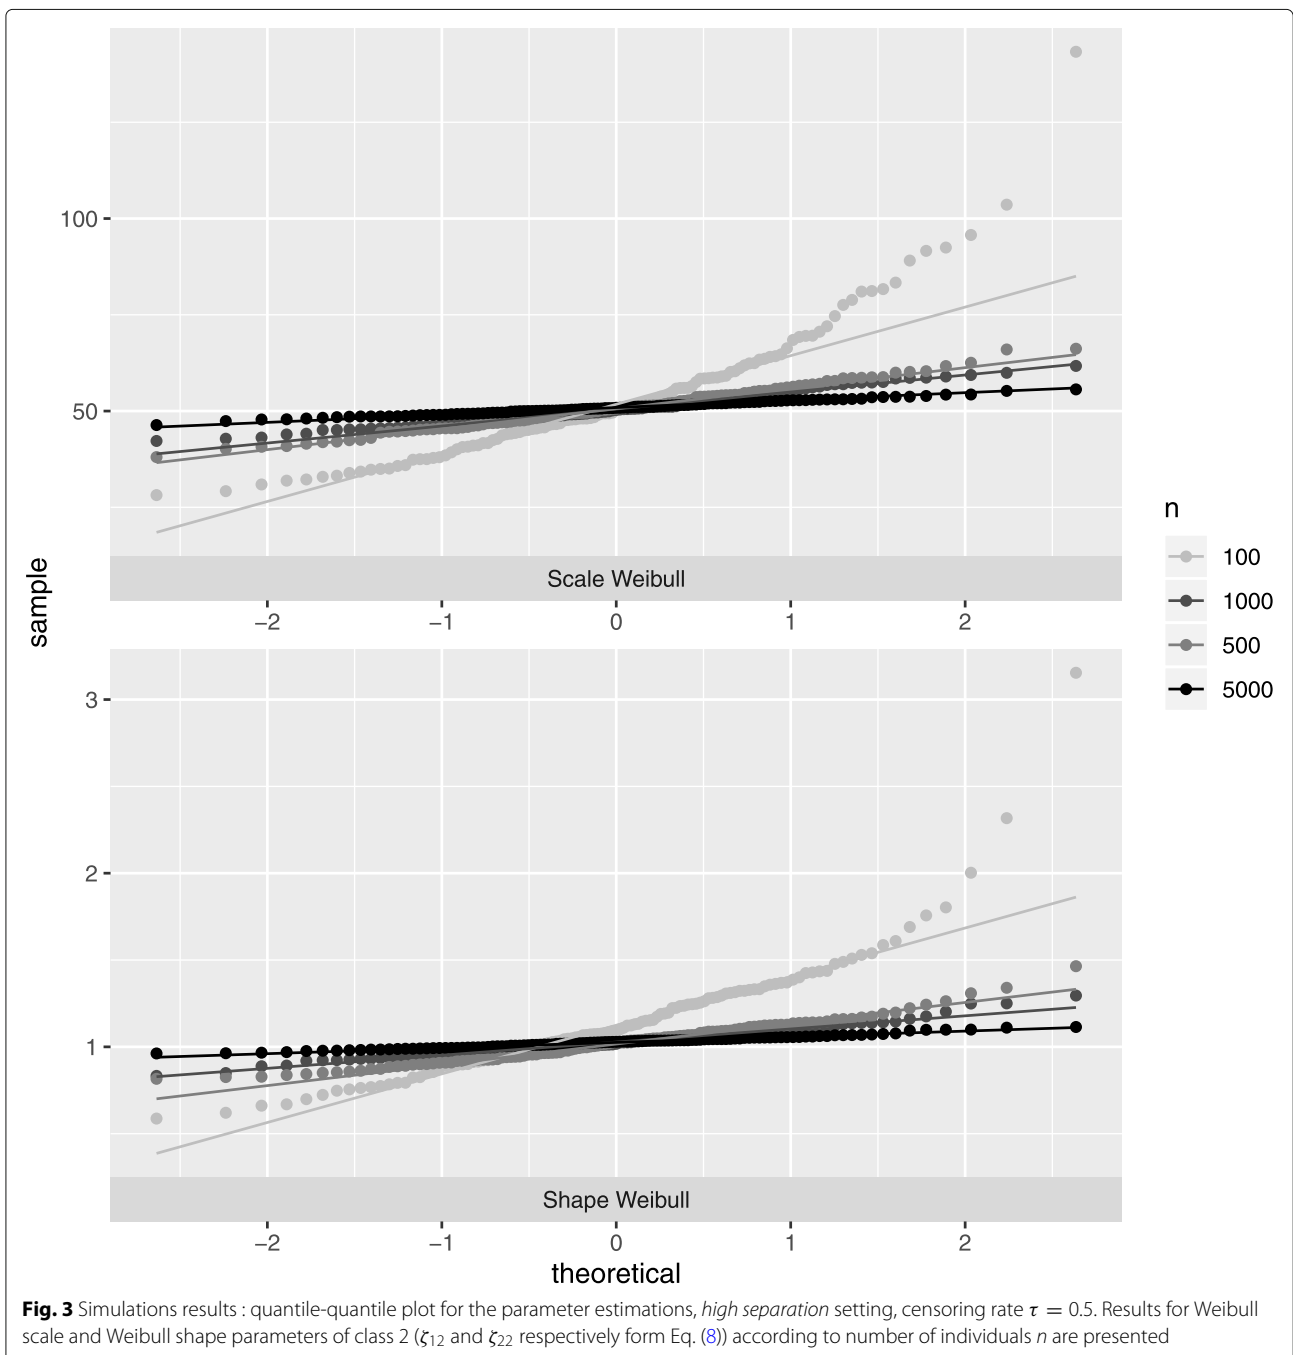 100
50
Scale Weibull
−2 −1 0 1 2
sample
3
2
1
Shape Weibull
−2 −1 0 1 2
theoretical
n
100
1000
500
5000
Fig. 3 Simulations results : quantile-quantile plot for the parameter estimations, high separation setting, censoring rate τ = 0.5. Results for Weibull
scale and Weibull shape parameters of class 2 (ζ12 and ζ22 respectively form Eq. (8)) according to number of individuals n are presented